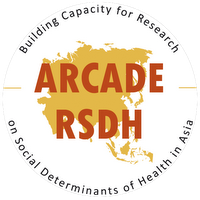 Building Capacity for Research
ARCADE
RSDH
on Social Determinants of Health in Asia